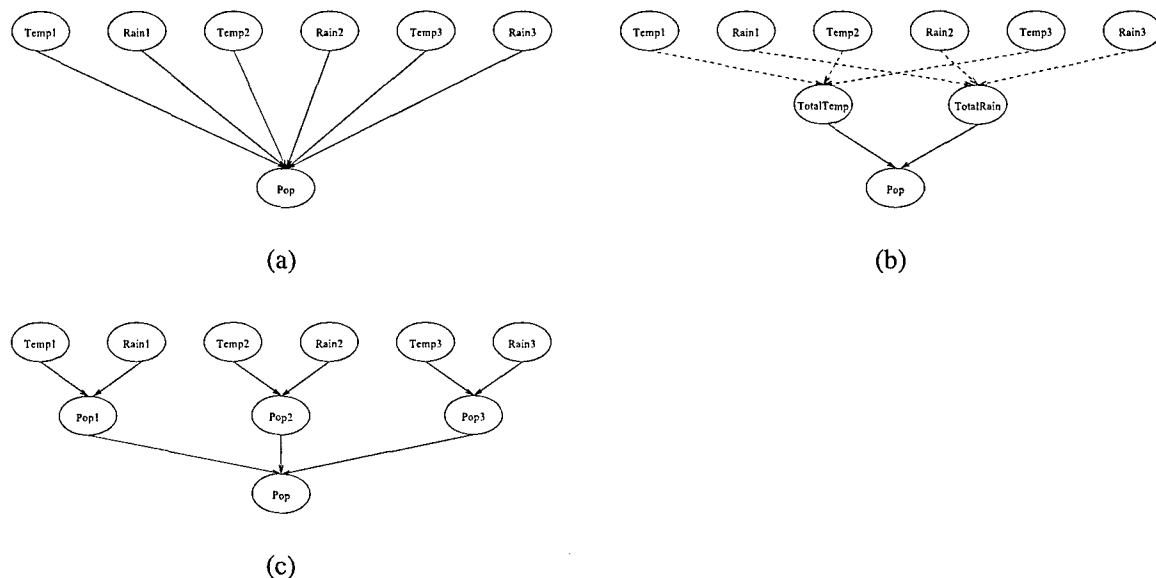 Temp1 Rain1 Temp2 Rain2 Temp3 Rain3
Pop
(a)
Temp1 Rain1 Temp2 Rain2 Temp3 Rain3
TotalTemp TotalRain
Pop
(b)
Temp1 Rain1 Temp2 Rain2 Temp3 Rain3
Pop1 Pop2 Pop3
Pop
(c)